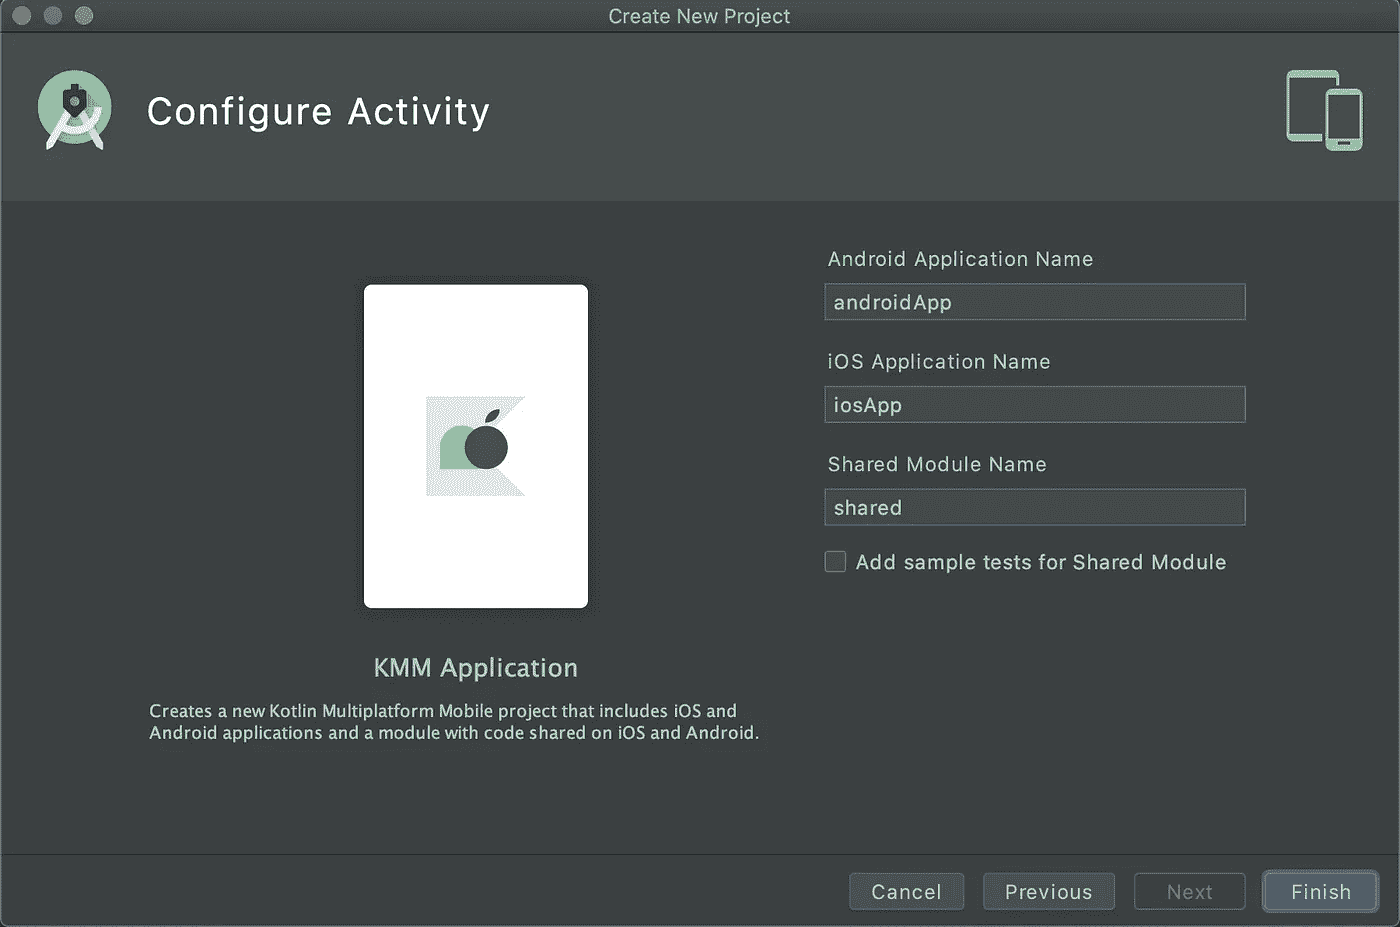 Create New Project
Configure Activity
Android Application Name
androidApp
iOS Application Name
iosApp
Shared Module Name
shared
Add sample tests for Shared Module
KMM Application
Creates a new Kotlin Multiplatform Mobile project that includes iOS and
Android applications and a module with code shared on iOS and Android.
Cancel
Previous
Next
Finish